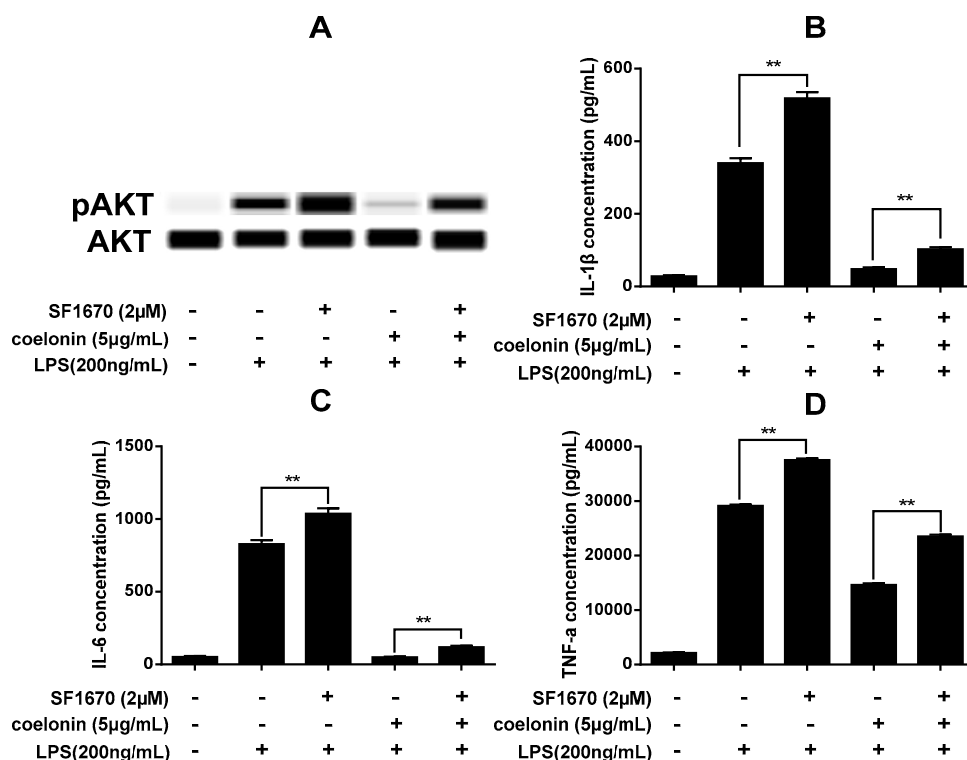 A
pAKT
AKT
SF1670 (2µM) - - + - +
coelonin (5µg/mL) - - - + +
LPS(200ng/mL) - + + + +
B
IL-1β concentration (pg/mL)
600
400
200
0
**
**
SF1670 (2µM) - - + - +
coelonin (5µg/mL) - - - + +
LPS(200ng/mL) - + + + +
C
IL-6 concentration (pg/mL)
1500
1000
500
0
**
**
SF1670 (2µM) - - + - +
coelonin (5µg/mL) - - - + +
LPS(200ng/mL) - + + + +
D
TNF-a concentration (pg/mL)
40000
30000
20000
10000
0
**
**
SF1670 (2µM) - - + - +
coelonin (5µg/mL) - - - + +
LPS(200ng/mL) - + + + +